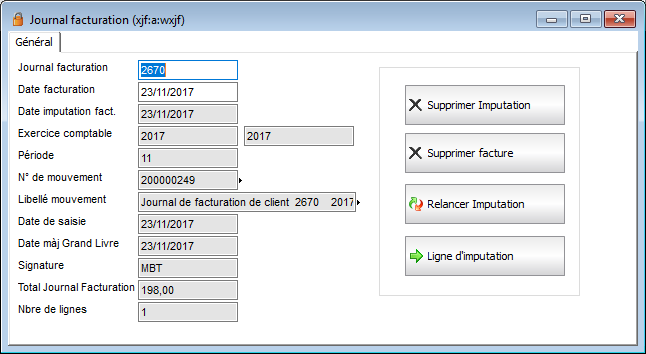 Journal facturation (xjf:a:wxjf)
Général
Journal facturation 2670
Date facturation 23/11/2017
Date imputation fact. 23/11/2017
Exercice comptable 2017 2017
Période 11
N° de mouvement 200000249
Libellé mouvement Journal de facturation de client 2670 2017
Date de saisie 23/11/2017
Date màj Grand Livre 23/11/2017
Signature MBT
Total Journal Facturation 198,00
Nbre de lignes 1
Supprimer Imputation
Supprimer facture
Relancer Imputation
Ligne d'imputation